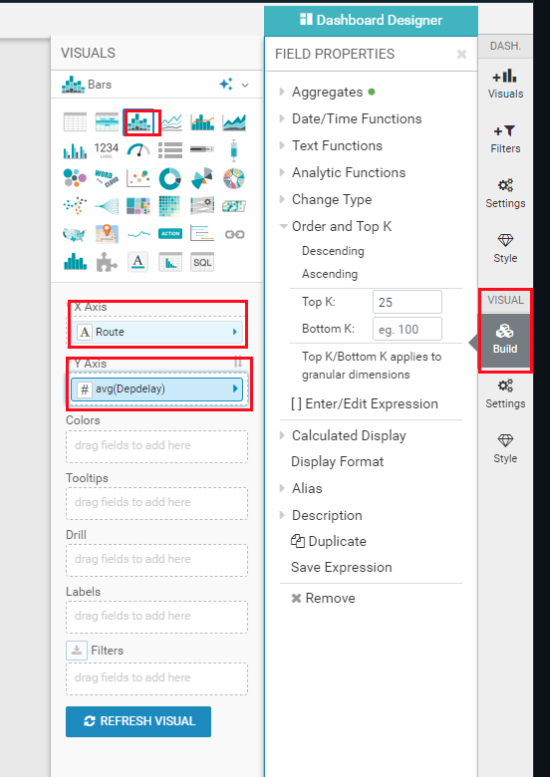 Dashboard Designer
VISUALS
Bars
1234
LABEL
WORD
ACTION
A
SQL
X Axis
A Route
Y Axis
# avg(Depdelay)
Colors
drag fields to add here
Tooltips
drag fields to add here
Drill
drag fields to add here
Labels
drag fields to add here
Filters
drag fields to add here
REFRESH VISUAL
FIELD PROPERTIES
Aggregates
Date/Time Functions
Text Functions
Analytic Functions
Change Type
Order and Top K
Descending
Ascending
Top K: 25
Bottom K: eg. 100
Top K/Bottom K applies to
granular dimensions
[ ] Enter/Edit Expression
Calculated Display
Display Format
Alias
Description
Duplicate
Save Expression
Remove
DASH.
Visuals
Filters
Settings
Style
VISUAL
Build
Settings
Style